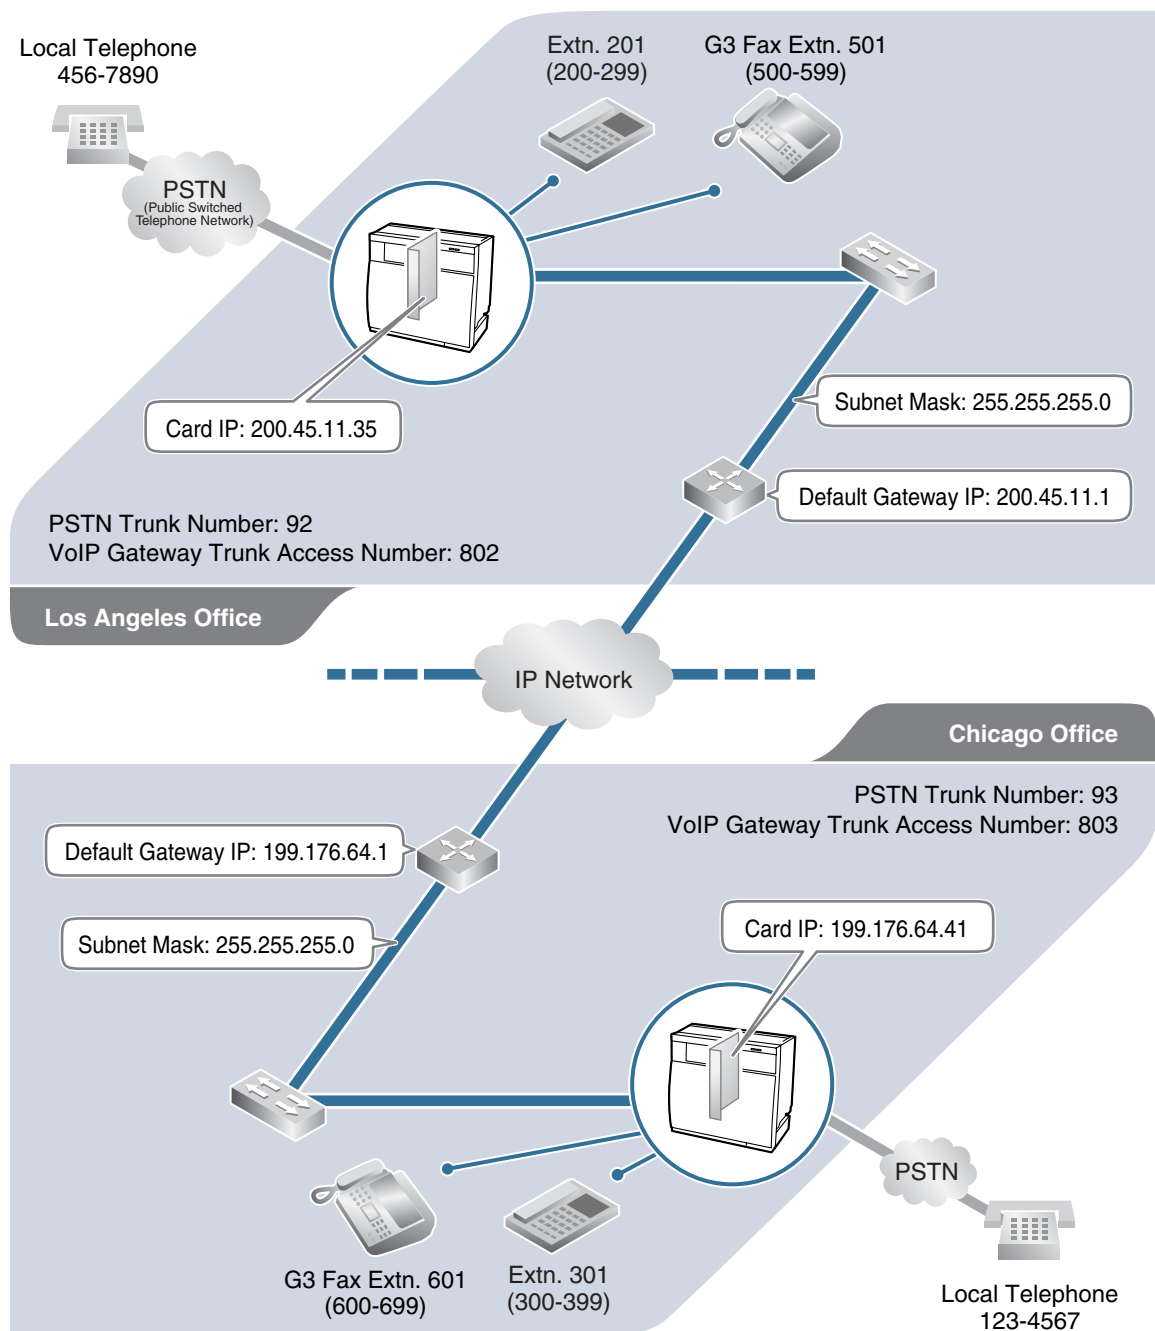 Local Telephone
456-7890
Extn. 201
(200-299)
G3 Fax Extn. 501
(500-599)
PSTN
(Public Switched
Telephone Network)
Card IP: 200.45.11.35
Subnet Mask: 255.255.255.0
Default Gateway IP: 200.45.11.1
PSTN Trunk Number: 92
VoIP Gateway Trunk Access Number: 802
Los Angeles Office
IP Network
Chicago Office
PSTN Trunk Number: 93
VoIP Gateway Trunk Access Number: 803
Default Gateway IP: 199.176.64.1
Subnet Mask: 255.255.255.0
Card IP: 199.176.64.41
PSTN
G3 Fax Extn. 601
(600-699)
Extn. 301
(300-399)
Local Telephone
123-4567